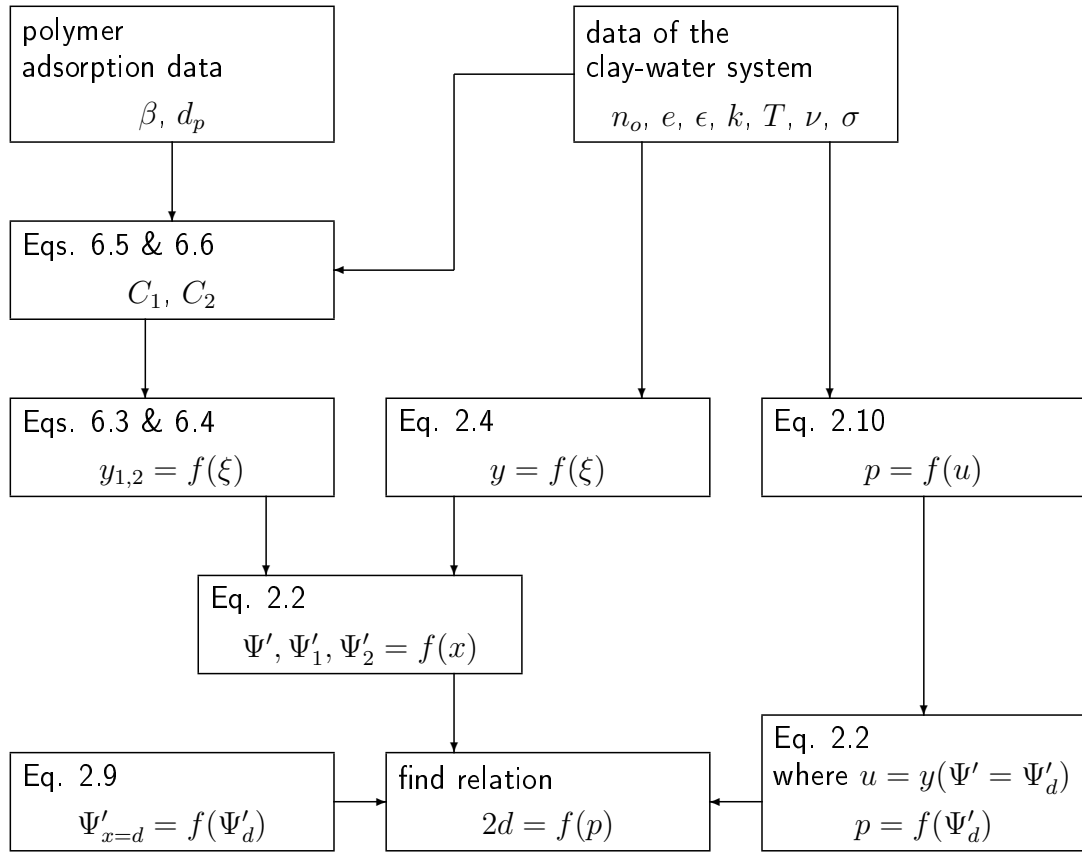 polymer
adsorption data
β, d_p
data of the
clay-water system
n_o, e, ϵ, k, T, ν, σ
Eqs. 6.5 & 6.6
C_1, C_2
Eqs. 6.3 & 6.4
y_{1,2} = f(ξ)
Eq. 2.4
y = f(ξ)
Eq. 2.10
p = f(u)
Eq. 2.2
Ψ′, Ψ′_1, Ψ′_2 = f(x)
Eq. 2.9
Ψ′_{x=d} = f(Ψ′_d)
find relation
2d = f(p)
Eq. 2.2
where u = y(Ψ′ = Ψ′_d)
p = f(Ψ′_d)